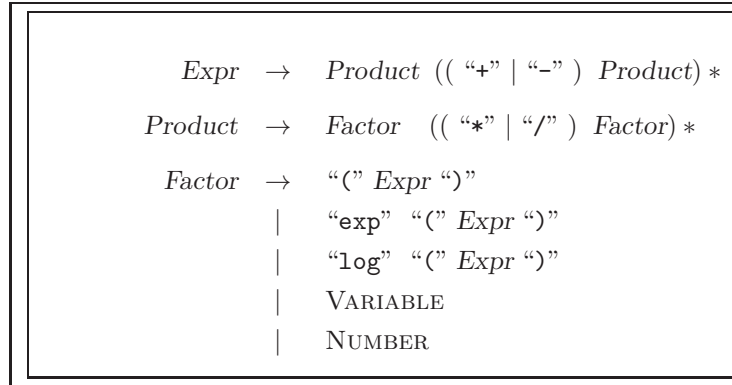 Expr → Product (( “+” | “-” ) Product) ∗
Product → Factor (( “*” | “/” ) Factor) ∗
Factor → “(” Expr “)”
| “exp” “(” Expr “)”
| “log” “(” Expr “)”
| VARIABLE
| NUMBER